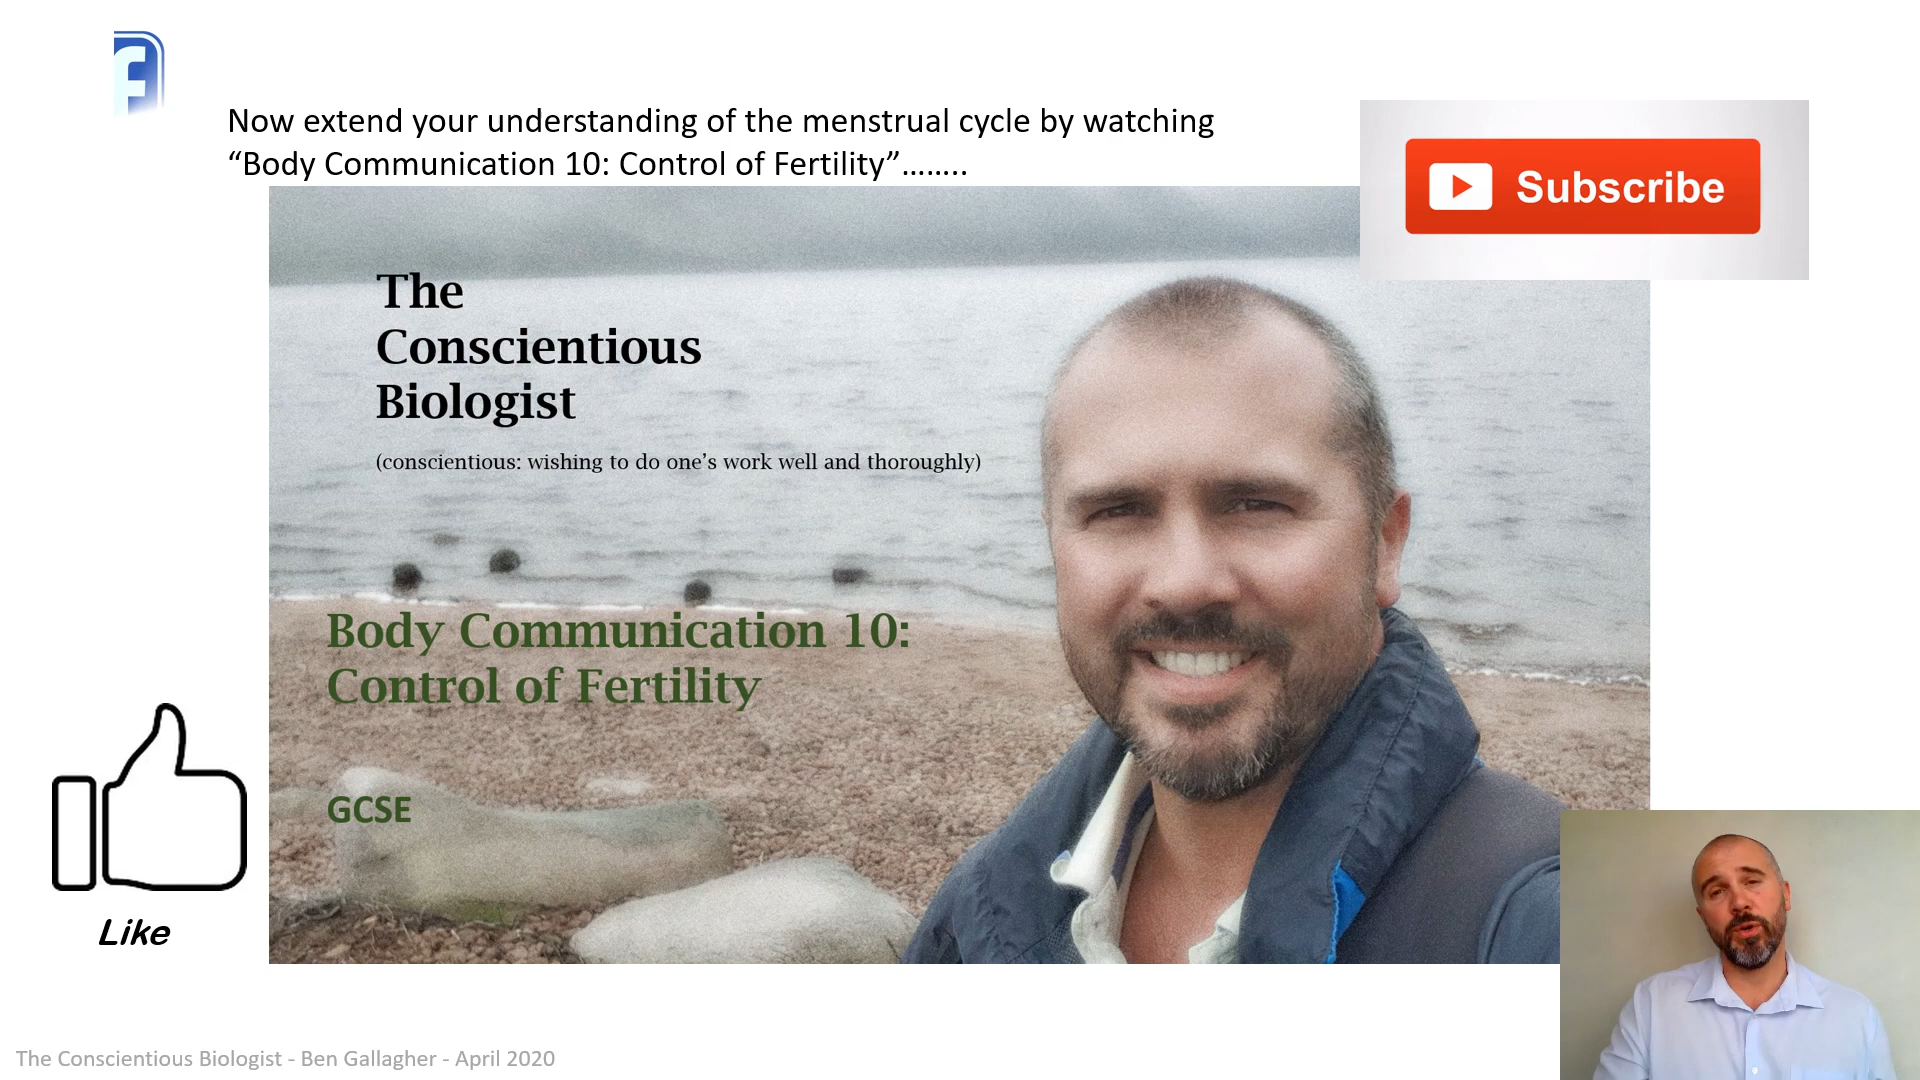 f
Now extend your understanding of the menstrual cycle by watching
“Body Communication 10: Control of Fertility”……..
Subscribe
The
Conscientious
Biologist
(conscientious: wishing to do one’s work well and thoroughly)
Body Communication 10:
Control of Fertility
GCSE
Like
The Conscientious Biologist - Ben Gallagher - April 2020